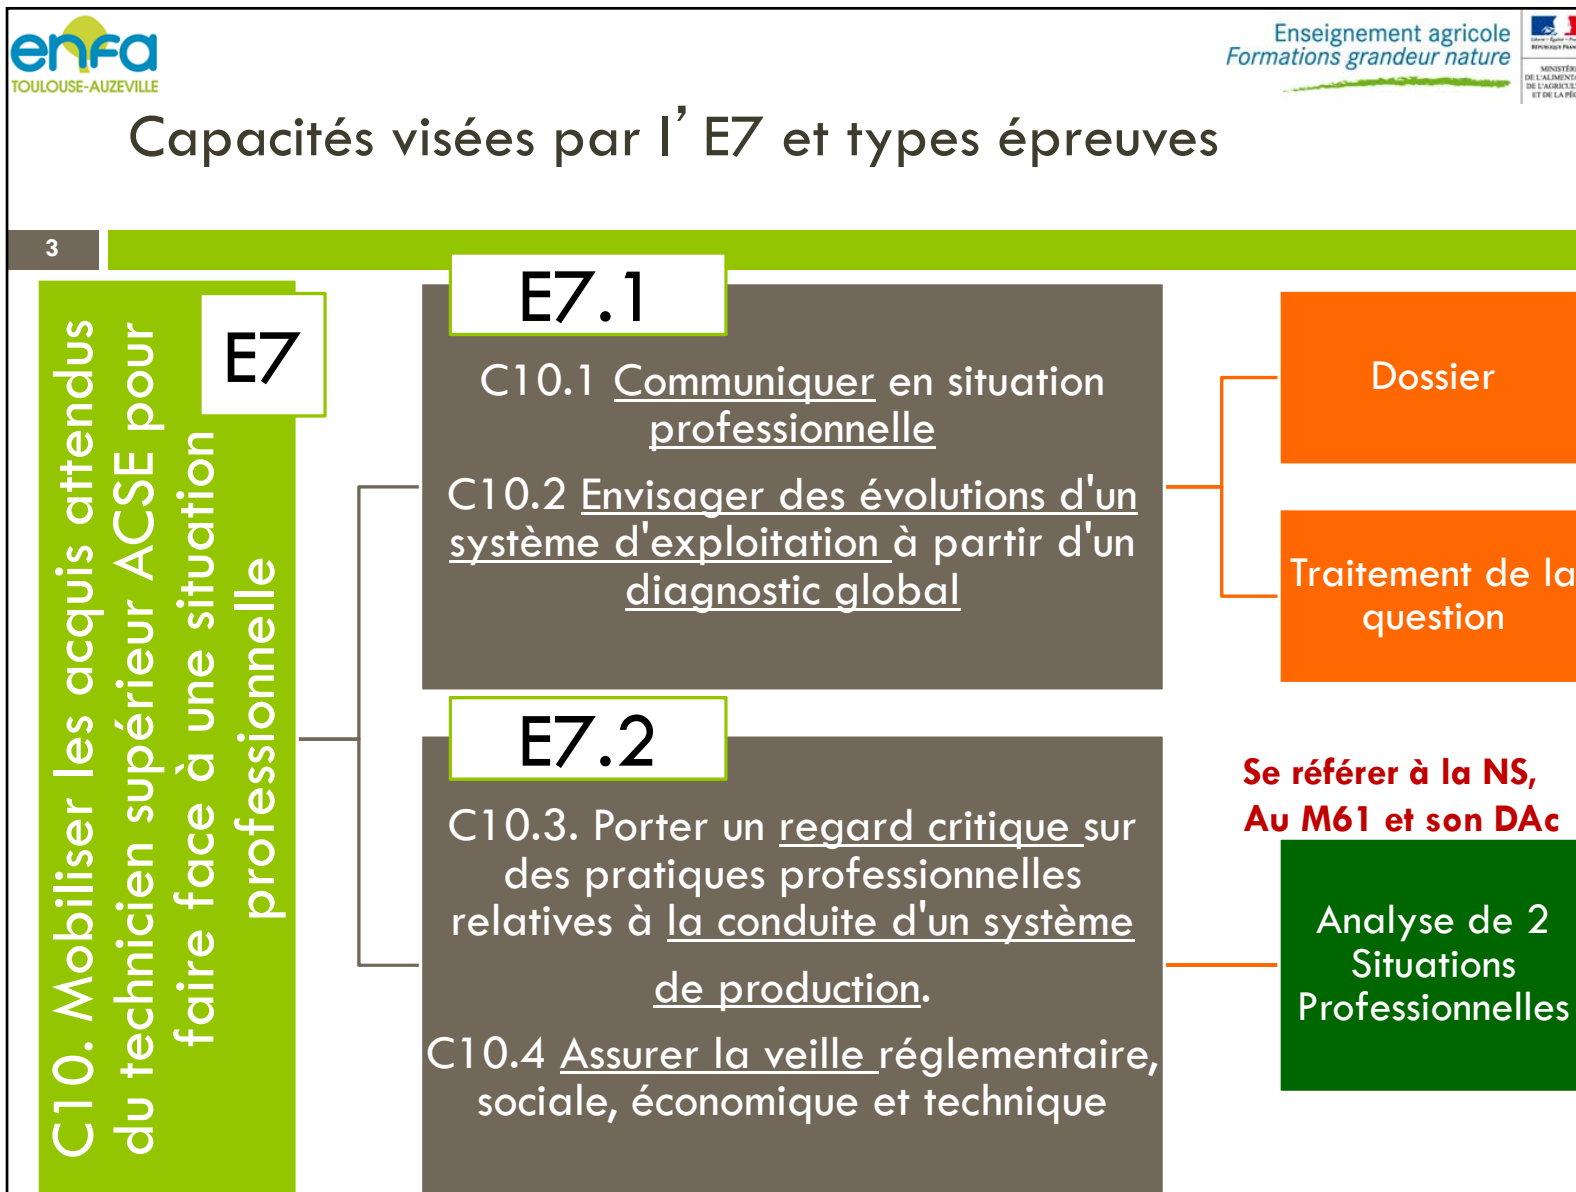 enfa
TOULOUSE-AUZEVILLE
Enseignement agricole
Formations grandeur nature
Capacités visées par l’ E7 et types épreuves
3
C10. Mobiliser les acquis attendus
du technicien supérieur ACSE pour
faire face à une situation
professionnelle
E7
E7.1
C10.1 Communiquer en situation
professionnelle
C10.2 Envisager des évolutions d'un
système d'exploitation à partir d'un
diagnostic global
Dossier
Traitement de la
question
E7.2
C10.3. Porter un regard critique sur
des pratiques professionnelles
relatives à la conduite d'un système
de production.
C10.4 Assurer la veille réglementaire,
sociale, économique et technique
Se référer à la NS,
Au M61 et son DAc
Analyse de 2
Situations
Professionnelles